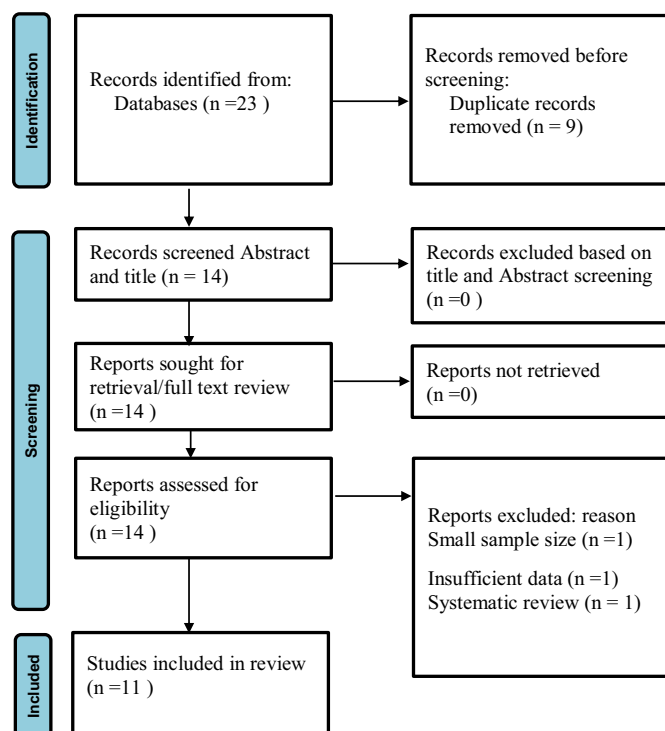 Identification
Records identified from:
Databases (n =23 )
Records removed before
screening:
Duplicate records
removed (n = 9)
Screening
Records screened Abstract
and title (n = 14)
Records excluded based on
title and Abstract screening
(n =0 )
Reports sought for
retrieval/full text review
(n =14 )
Reports not retrieved
(n =0)
Reports assessed for
eligibility
(n =14 )
Reports excluded: reason
Small sample size (n =1)
Insufficient data (n =1)
Systematic review (n = 1)
Included
Studies included in review
(n =11 )